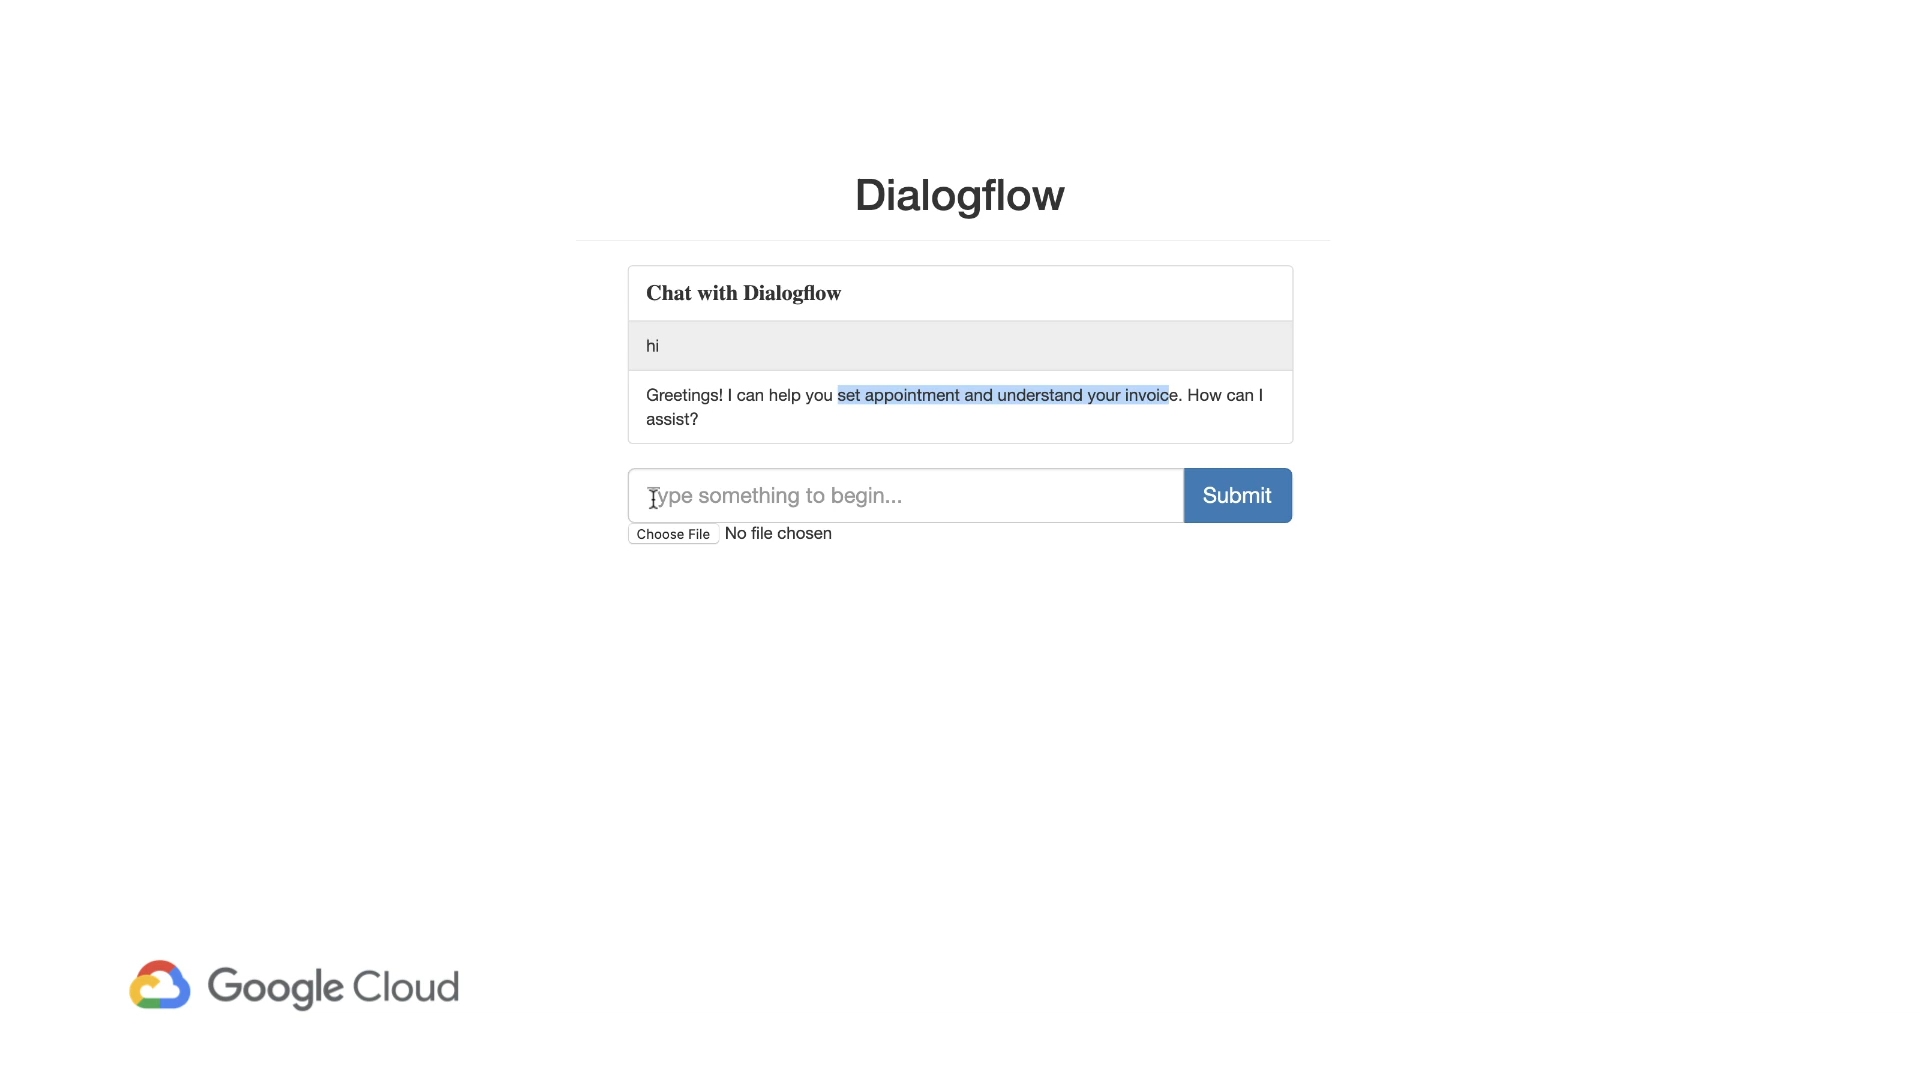 Dialogflow
Chat with Dialogflow
hi
Greetings! I can help you set appointment and understand your invoice. How can I
assist?
Type something to begin...
Submit
Choose File No file chosen
Google Cloud